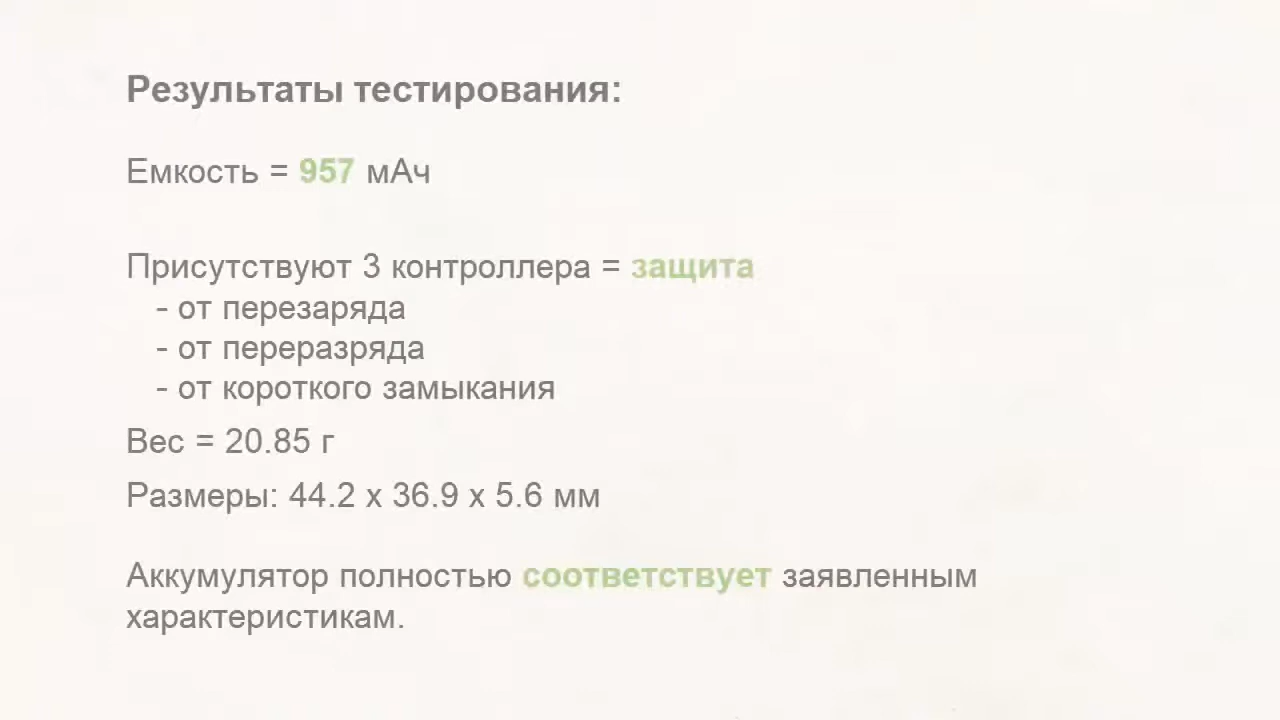 Результаты тестирования:
Емкость = 957 мАч
Присутствуют 3 контроллера = защита
- от перезаряда
- от переразряда
- от короткого замыкания
Вес = 20.85 г
Размеры: 44.2 x 36.9 x 5.6 мм
Аккумулятор полностью соответствует заявленным
характеристикам.